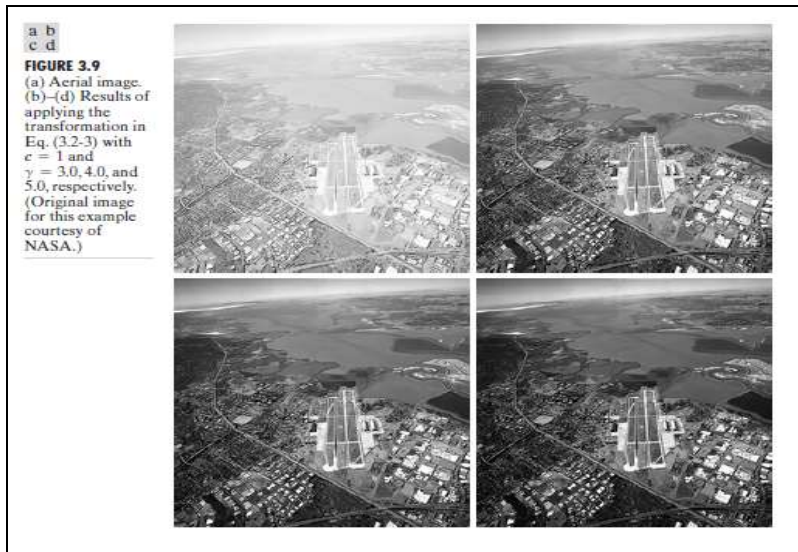 a b
c d
FIGURE 3.9
(a) Aerial image.
(b)–(d) Results of
applying the
transformation in
Eq. (3.2-3) with
c = 1 and
γ = 3.0, 4.0, and
5.0, respectively.
(Original image
for this example
courtesy of
NASA.)